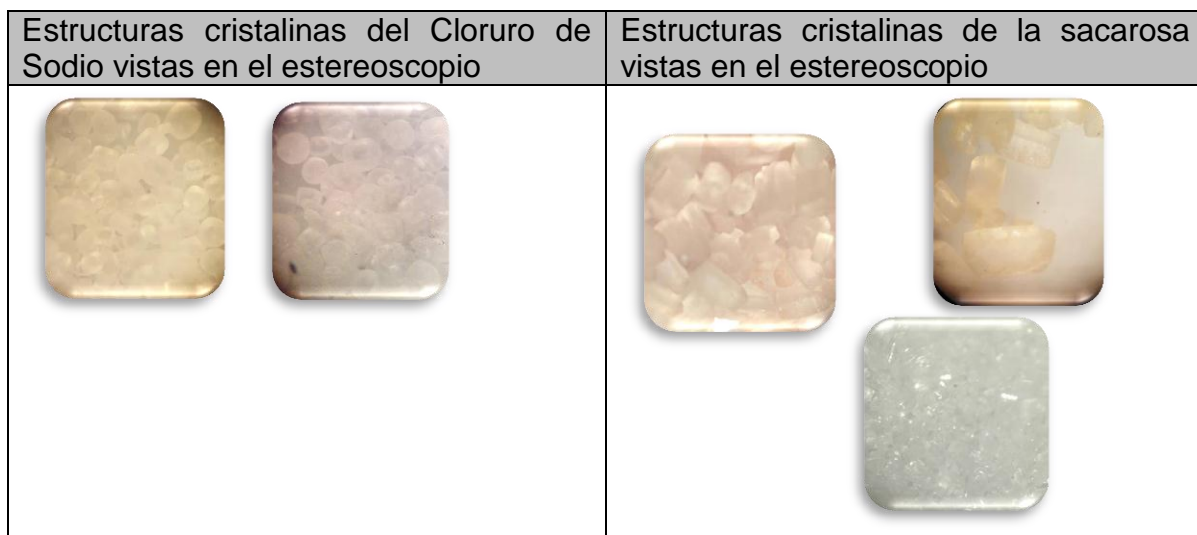 Estructuras cristalinas del Cloruro de
Sodio vistas en el estereoscopio
Estructuras cristalinas de la sacarosa
vistas en el estereoscopio